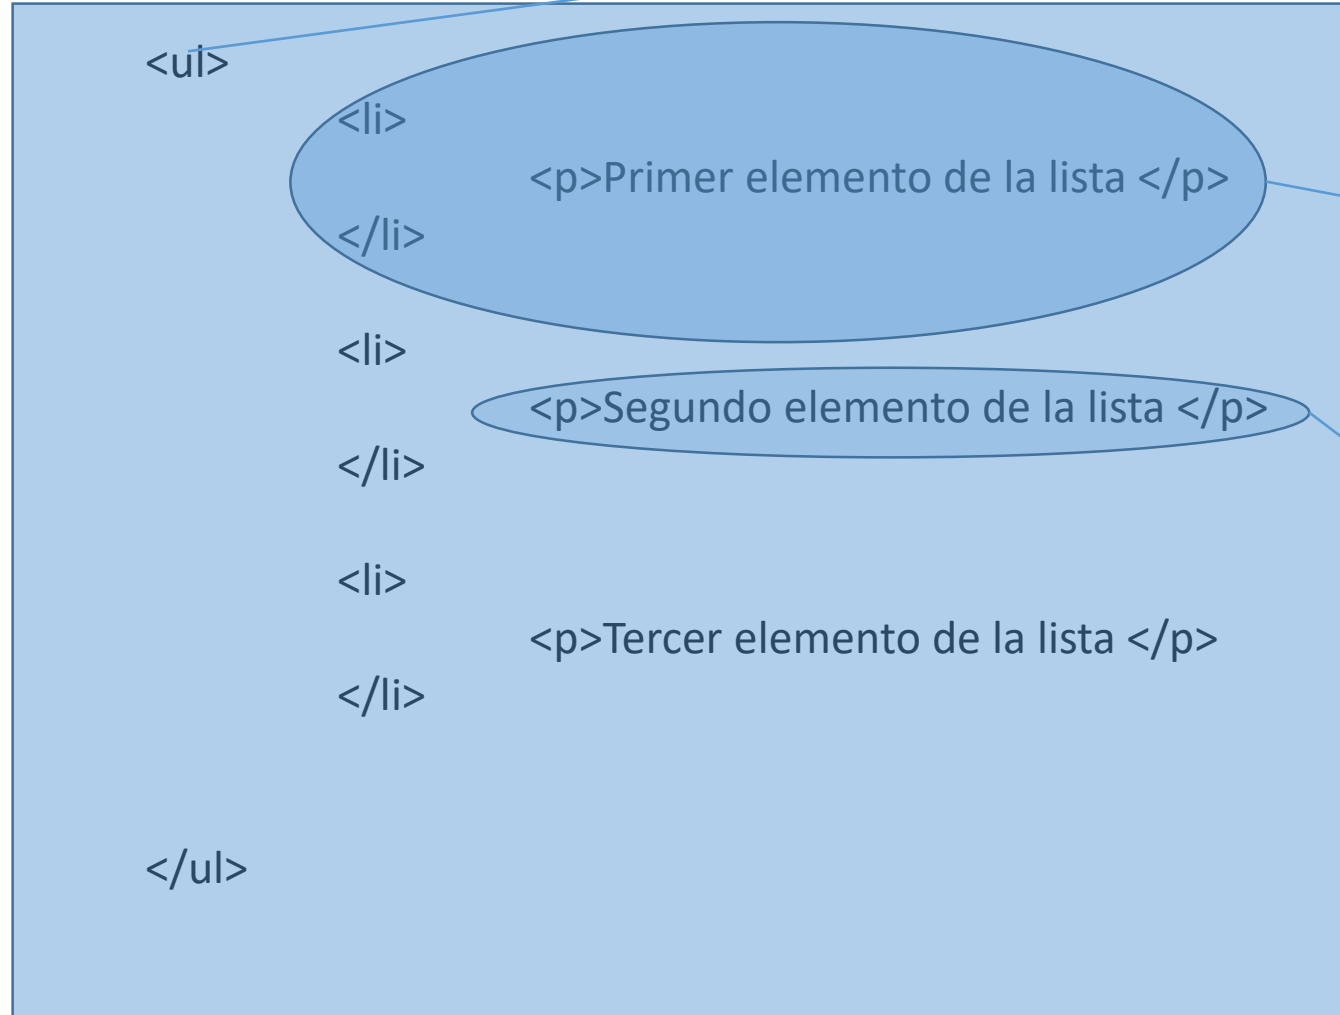 <ul>
<li>
<p>Primer elemento de la lista </p>
</li>
<li>
<p>Segundo elemento de la lista </p>
</li>
<li>
<p>Tercer elemento de la lista </p>
</li>
</ul>